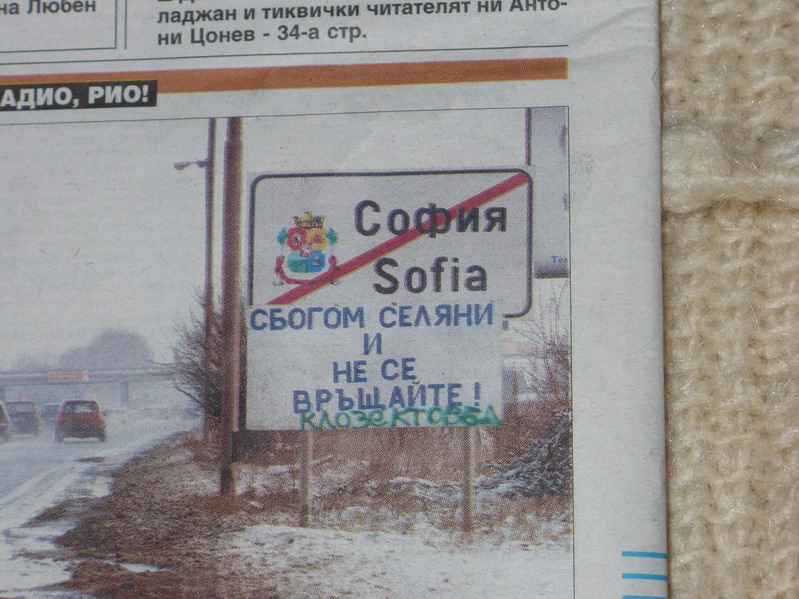 на Любен
ладжан и тиквички читателят ни Анто-
ни Цонев - 34-а стр.
АДИО, РИО!
София
Sofia
СБОГОМ СЕЛЯНИ
И
НЕ СЕ
ВРЪЩАЙТЕ!